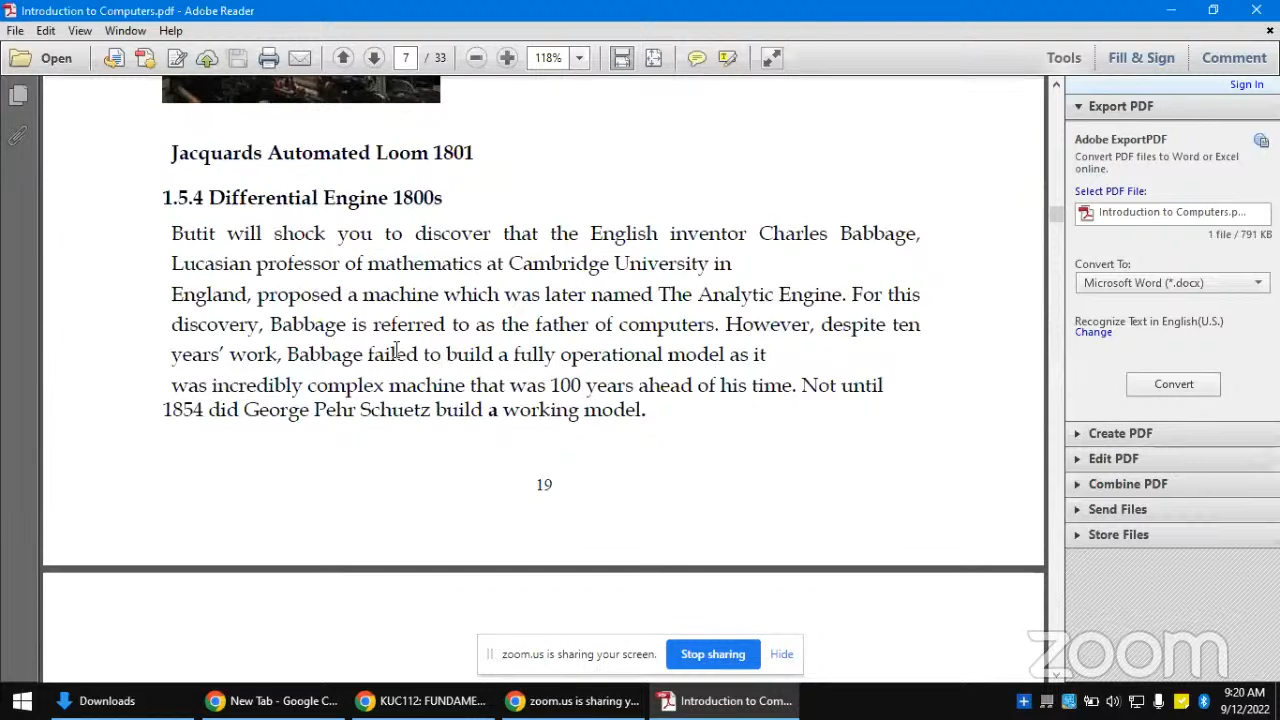 Introduction to Computers.pdf - Adobe Reader
File Edit View Window Help
Open 7 / 33 118% Tools Fill & Sign Comment
Sign In
Export PDF
Adobe ExportPDF
Convert PDF files to Word or Excel
online.
Select PDF File:
Introduction to Computers.p...
1 file / 791 KB
Convert To:
Microsoft Word (*.docx)
Recognize Text in English(U.S.)
Change
Convert
Create PDF
Edit PDF
Combine PDF
Send Files
Store Files
Jacquards Automated Loom 1801
1.5.4 Differential Engine 1800s
Butit will shock you to discover that the English inventor Charles Babbage,
Lucasian professor of mathematics at Cambridge University in
England, proposed a machine which was later named The Analytic Engine. For this
discovery, Babbage is referred to as the father of computers. However, despite ten
years' work, Babbage failed to build a fully operational model as it
was incredibly complex machine that was 100 years ahead of his time. Not until
1854 did George Pehr Schuetz build a working model.
19
zoom.us is sharing your screen. Stop sharing Hide
zoom
Downloads New Tab - Google C... KUC112: FUNDAME... zoom.us is sharing y... Introduction to Com...
9:20 AM
9/12/2022